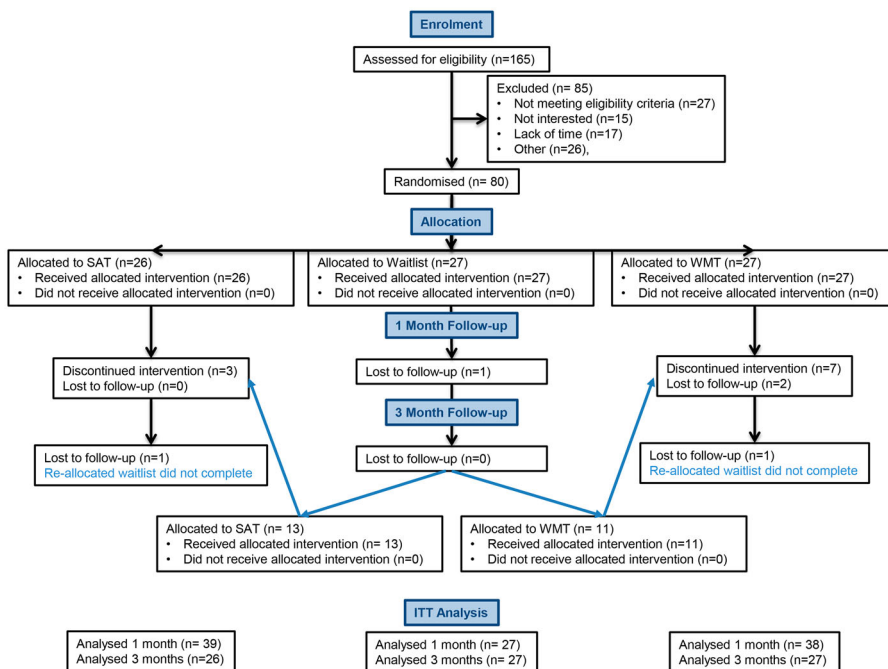 Enrolment
Assessed for eligibility (n=165)
Excluded (n= 85)
• Not meeting eligibility criteria (n=27)
• Not interested (n=15)
• Lack of time (n=17)
• Other (n=26),
Randomised (n= 80)
Allocation
Allocated to SAT (n=26)
• Received allocated intervention (n=26)
• Did not receive allocated intervention (n=0)
Allocated to Waitlist (n=27)
• Received allocated intervention (n=27)
• Did not receive allocated intervention (n=0)
Allocated to WMT (n=27)
• Received allocated intervention (n=27)
• Did not receive allocated intervention (n=0)
1 Month Follow-up
Discontinued intervention (n=3)
Lost to follow-up (n=0)
Lost to follow-up (n=1)
Discontinued intervention (n=7)
Lost to follow-up (n=2)
3 Month Follow-up
Lost to follow-up (n=1)
Re-allocated waitlist did not complete
Lost to follow-up (n=0)
Lost to follow-up (n=1)
Re-allocated waitlist did not complete
Allocated to SAT (n= 13)
• Received allocated intervention (n= 13)
• Did not receive allocated intervention (n=0)
Allocated to WMT (n= 11)
• Received allocated intervention (n=11)
• Did not receive allocated intervention (n=0)
ITT Analysis
Analysed 1 month (n= 39)
Analysed 3 months (n=26)
Analysed 1 month (n= 27)
Analysed 3 months (n= 27)
Analysed 1 month (n= 38)
Analysed 3 months (n=27)